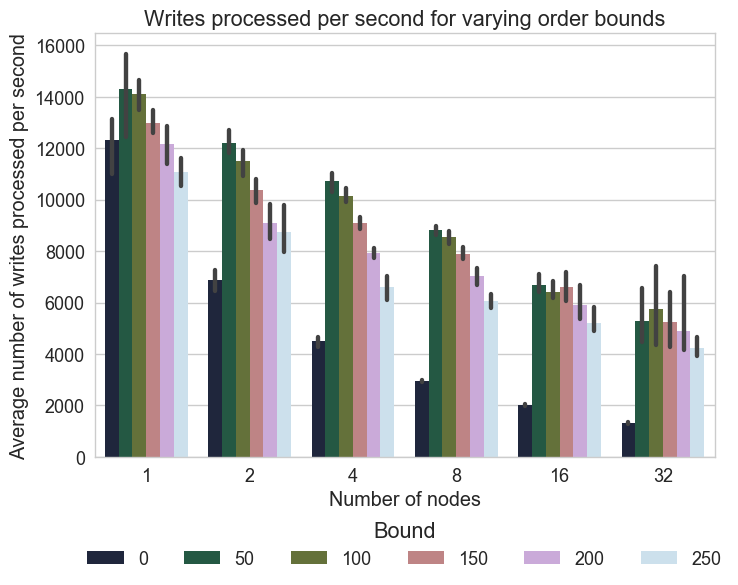 Writes processed per second for varying order bounds
Average number of writes processed per second
16000
14000
12000
10000
8000
6000
4000
2000
0
1 2 4 8 16 32
Number of nodes
Bound
0 50 100 150 200 250